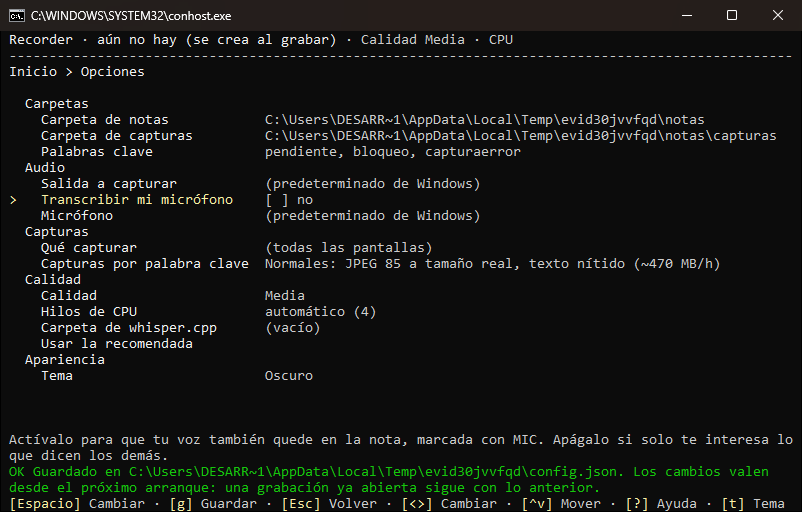 C:\WINDOWS\SYSTEM32\conhost.exe
Recorder · aún no hay (se crea al grabar) · Calidad Media · CPU
Inicio > Opciones
Carpetas
Carpeta de notas C:\Users\DESARR~1\AppData\Local\Temp\evid30jvvfqd\notas
Carpeta de capturas C:\Users\DESARR~1\AppData\Local\Temp\evid30jvvfqd\notas\capturas
Palabras clave pendiente, bloqueo, capturaerror
Audio
Salida a capturar (predeterminado de Windows)
> Transcribir mi micrófono [ ] no
Micrófono (predeterminado de Windows)
Capturas
Qué capturar (todas las pantallas)
Capturas por palabra clave Normales: JPEG 85 a tamaño real, texto nítido (~470 MB/h)
Calidad
Calidad Media
Hilos de CPU automático (4)
Carpeta de whisper.cpp (vacío)
Usar la recomendada
Apariencia
Tema Oscuro
Actívalo para que tu voz también quede en la nota, marcada con MIC. Apágalo si solo te interesa lo
que dicen los demás.
OK Guardado en C:\Users\DESARR~1\AppData\Local\Temp\evid30jvvfqd\config.json. Los cambios valen
desde el próximo arranque: una grabación ya abierta sigue con lo anterior.
[Espacio] Cambiar · [g] Guardar · [Esc] Volver · [<>] Cambiar · [^v] Mover · [?] Ayuda · [t] Tema